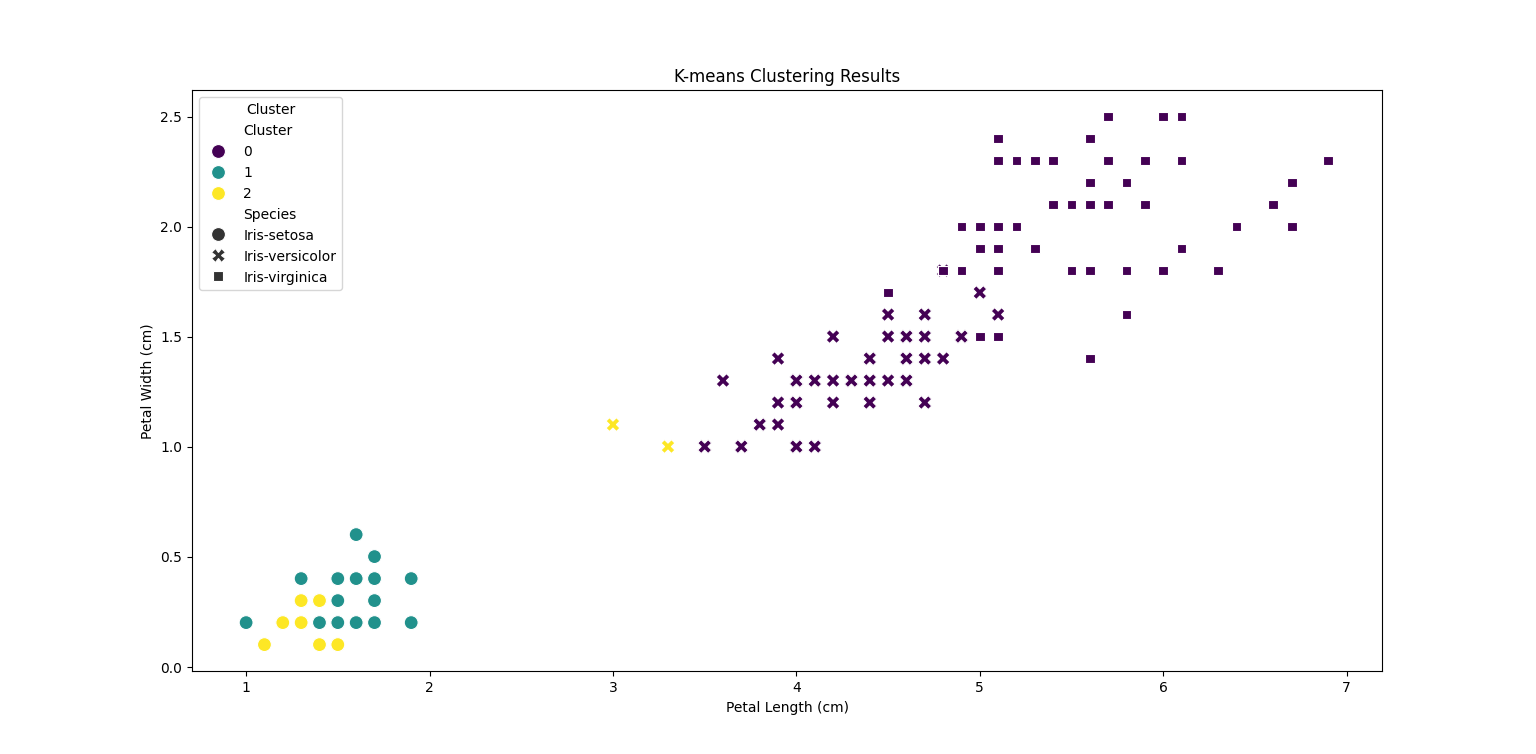 K-means Clustering Results
Cluster
Cluster
0
1
2
Species
Iris-setosa
Iris-versicolor
Iris-virginica
2.5
2.0
1.5
1.0
0.5
0.0
Petal Width (cm)
1 2 3 4 5 6 7
Petal Length (cm)